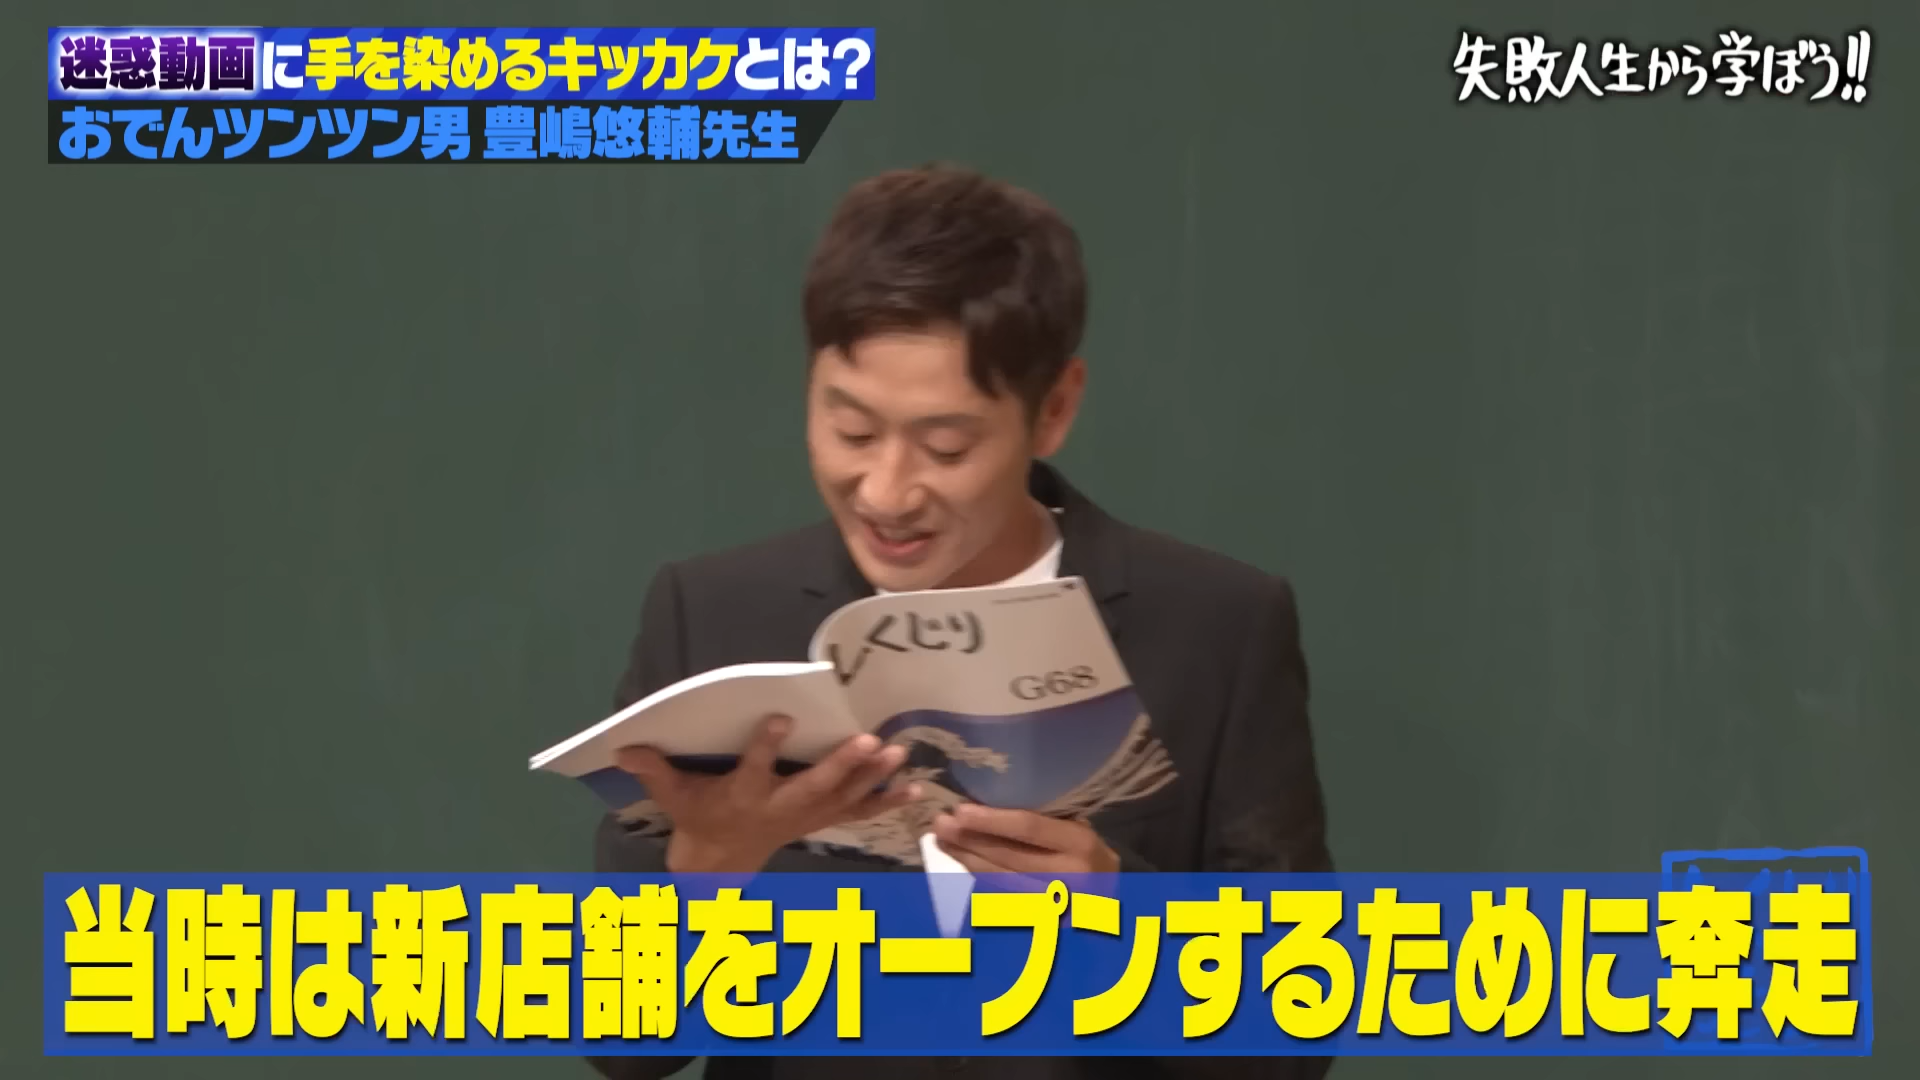 迷惑動画に手を染めるキッカケとは?
おでんツンツン男 豊嶋悠輔先生
失敗人生から学ぼう!!
しくじり
G68
当時は新店舗をオープンするために奔走